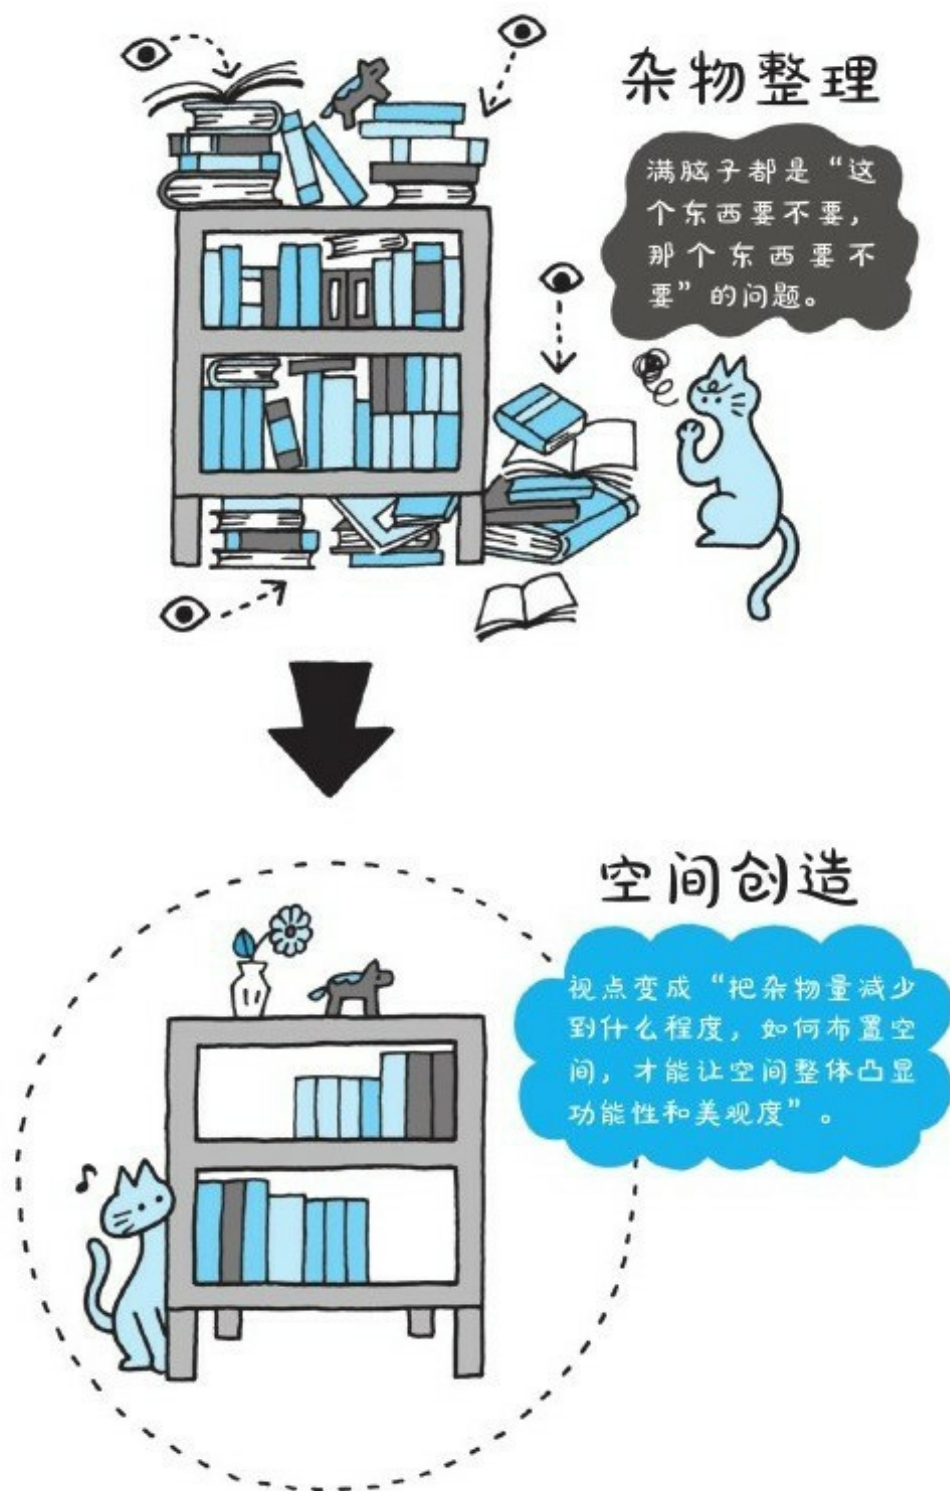 杂物整理
满脑子都是“这
个东西要不要，
那个东西要不
要”的问题。
空间创造
视点变成“把杂物量减少
到什么程度，如何布置空
间，才能让空间整体凸显
功能性和美观度”。